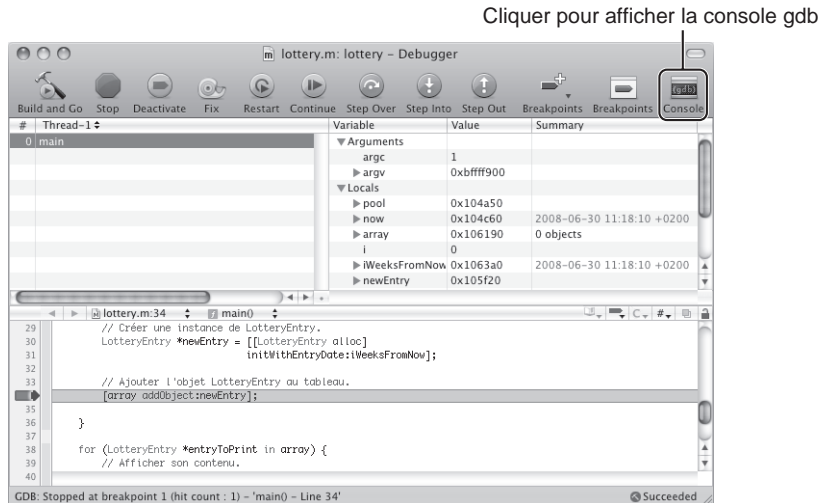 Cliquer pour afficher la console gdb
lottery.m: lottery – Debugger
Build and Go Stop Deactivate Fix Restart Continue Step Over Step Into Step Out Breakpoints Breakpoints Console
# Thread-1 Variable Value Summary
0 main
Arguments
argc 1
argv 0xbffff900
Locals
pool 0x104a50
now 0x104c60 2008-06-30 11:18:10 +0200
array 0x106190 0 objects
i 0
iWeeksFromNow 0x1063a0 2008-06-30 11:18:10 +0200
newEntry 0x105f20
lottery.m:34 main() C #
29 // Créer une instance de LotteryEntry.
30 LotteryEntry *newEntry = [[LotteryEntry alloc]
31 initWithEntryDate:iWeeksFromNow];
32
33 // Ajouter l'objet LotteryEntry au tableau.
[array addObject:newEntry];
35
36 }
37
38 for (LotteryEntry *entryToPrint in array) {
39 // Afficher son contenu.
40
GDB: Stopped at breakpoint 1 (hit count : 1) – 'main() – Line 34' Succeeded